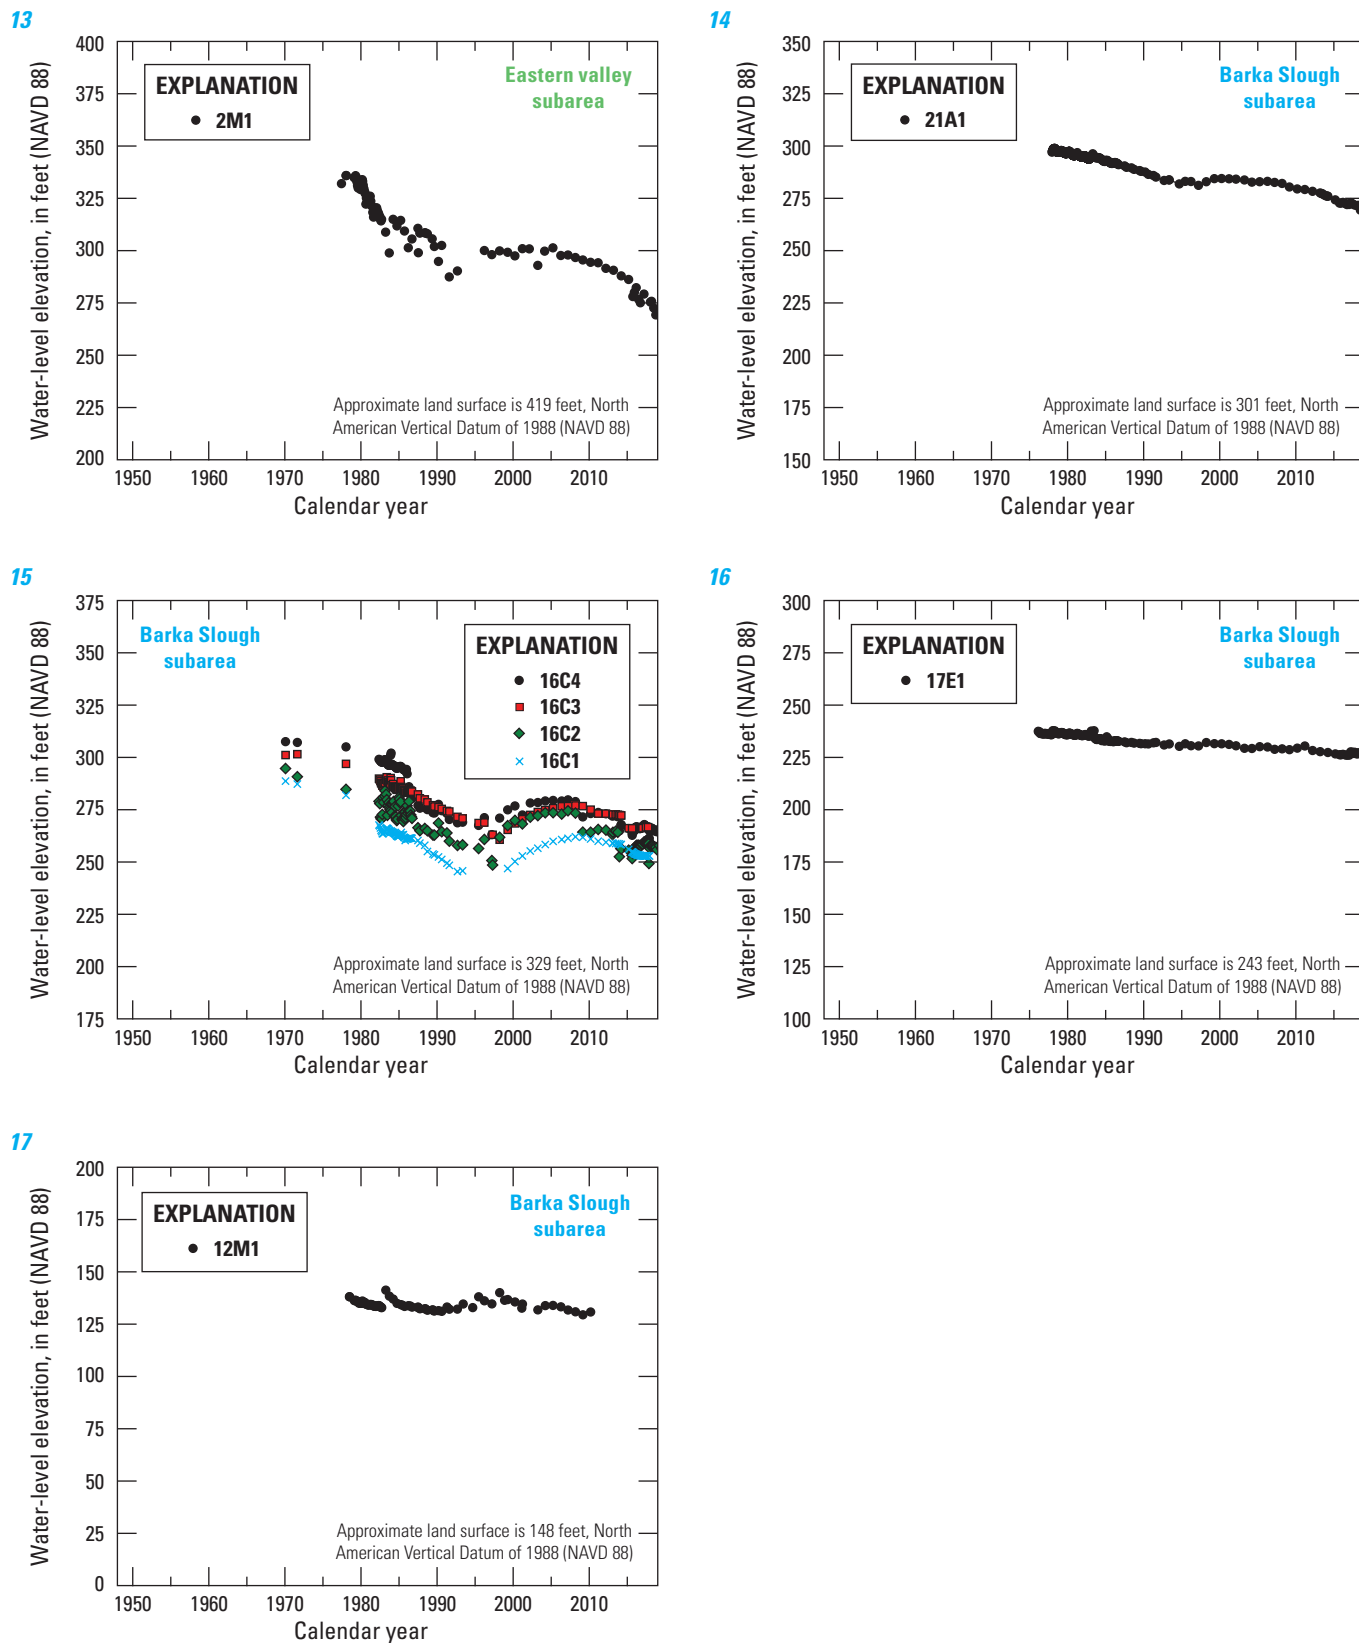 13
400
375
350
325
300
275
250
225
200
Water-level elevation, in feet (NAVD 88)
EXPLANATION
2M1
Eastern valley
subarea
Approximate land surface is 419 feet, North
American Vertical Datum of 1988 (NAVD 88)
1950 1960 1970 1980 1990 2000 2010
Calendar year
14
350
325
300
275
250
225
200
175
150
Water-level elevation, in feet (NAVD 88)
EXPLANATION
21A1
Barka Slough
subarea
Approximate land surface is 301 feet, North
American Vertical Datum of 1988 (NAVD 88)
1950 1960 1970 1980 1990 2000 2010
Calendar year
15
375
350
325
300
275
250
225
200
175
Water-level elevation, in feet (NAVD 88)
Barka Slough
subarea
EXPLANATION
16C4
16C3
16C2
16C1
Approximate land surface is 329 feet, North
American Vertical Datum of 1988 (NAVD 88)
1950 1960 1970 1980 1990 2000 2010
Calendar year
16
300
275
250
225
200
175
150
125
100
Water-level elevation, in feet (NAVD 88)
EXPLANATION
17E1
Barka Slough
subarea
Approximate land surface is 243 feet, North
American Vertical Datum of 1988 (NAVD 88)
1950 1960 1970 1980 1990 2000 2010
Calendar year
17
200
175
150
125
100
75
50
25
0
Water-level elevation, in feet (NAVD 88)
EXPLANATION
12M1
Barka Slough
subarea
Approximate land surface is 148 feet, North
American Vertical Datum of 1988 (NAVD 88)
1950 1960 1970 1980 1990 2000 2010
Calendar year